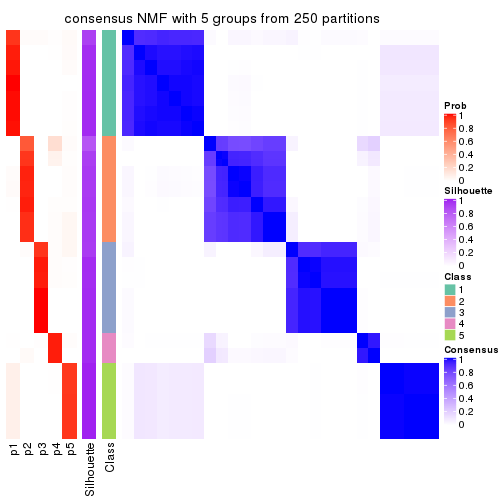 consensus NMF with 5 groups from 250 partitions
Prob
1
0.8
0.6
0.4
0.2
0
Silhouette
1
0.8
0.6
0.4
0.2
0
Class
1
2
3
4
5
Consensus
1
0.8
0.6
0.4
0.2
0
p1
p2
p3
p4
p5
Silhouette
Class